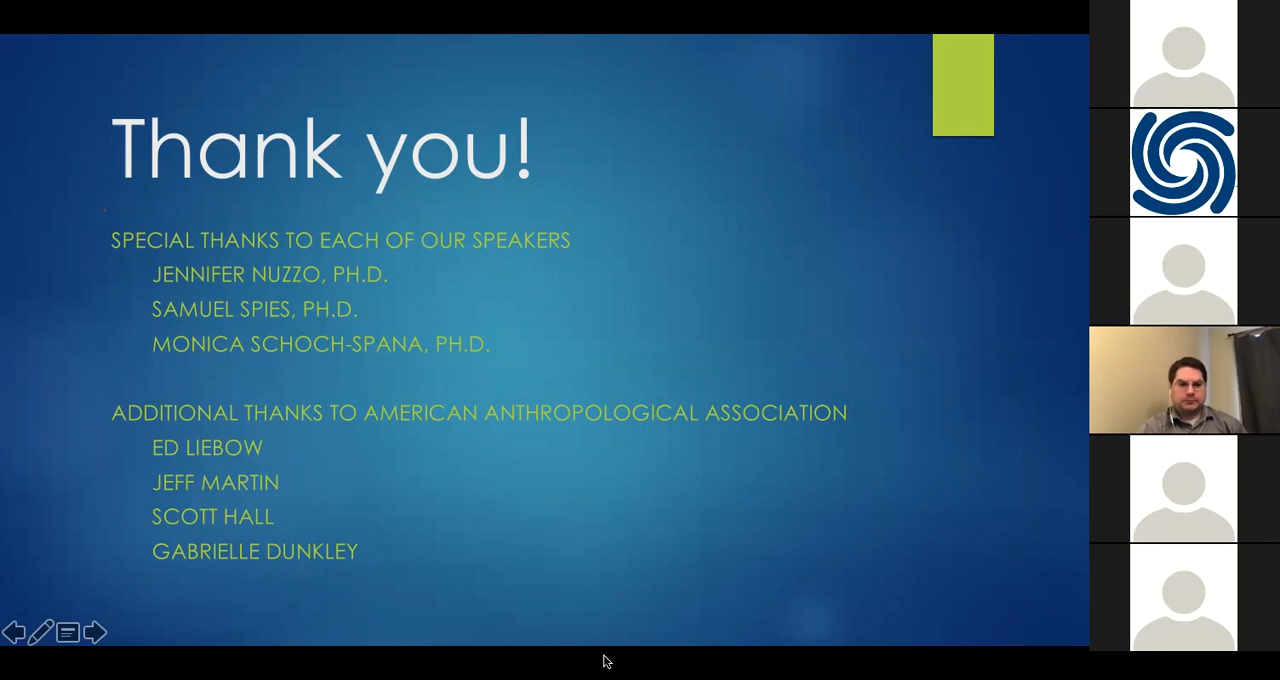 Thank you!
SPECIAL THANKS TO EACH OF OUR SPEAKERS
JENNIFER NUZZO, PH.D.
SAMUEL SPIES, PH.D.
MONICA SCHOCH-SPANA, PH.D.
ADDITIONAL THANKS TO AMERICAN ANTHROPOLOGICAL ASSOCIATION
ED LIEBOW
JEFF MARTIN
SCOTT HALL
GABRIELLE DUNKLEY